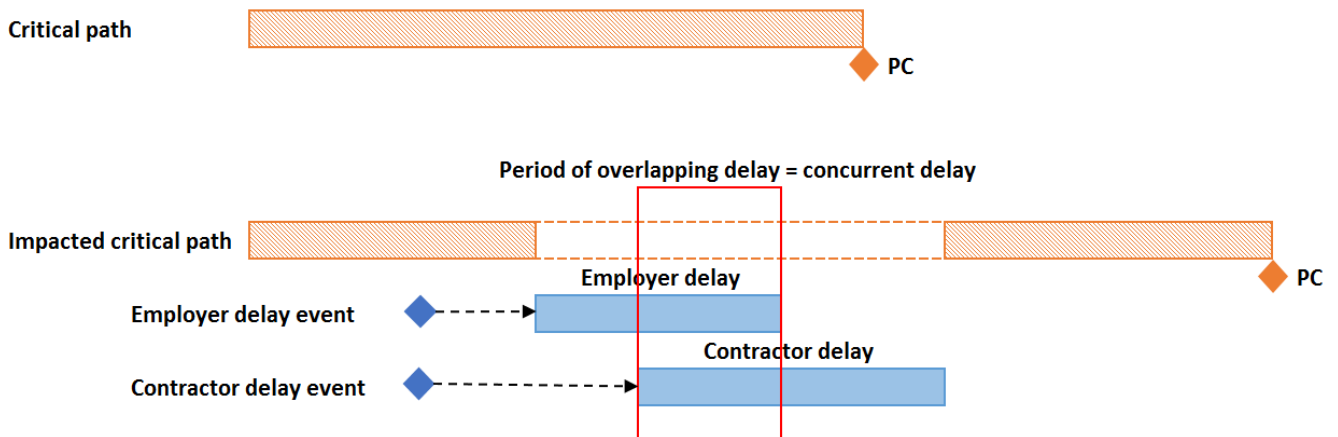 Critical path
PC
Period of overlapping delay = concurrent delay
Impacted critical path
Employer delay
PC
Employer delay event
Contractor delay
Contractor delay event